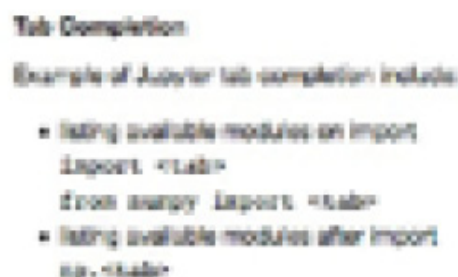 Tab Completion
Example of Jupyter tab completion include:
• listing available modules on import
import <tab>
from numpy import <tab>
• listing available modules after import
np.<tab>